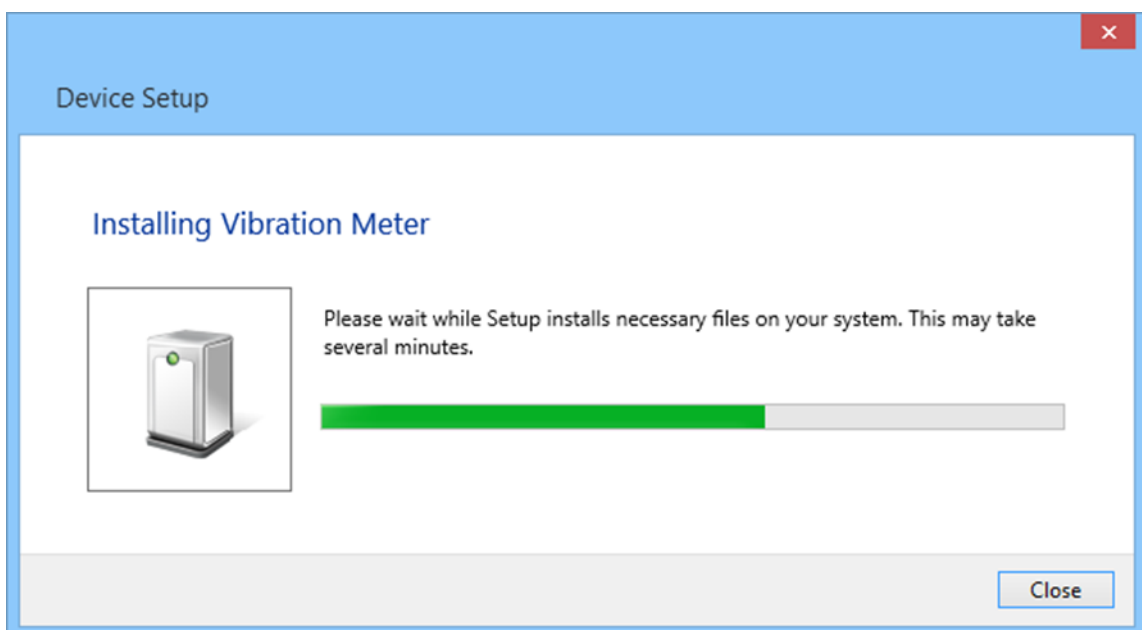 Device Setup
Installing Vibration Meter
Please wait while Setup installs necessary files on your system. This may take
several minutes.
Close